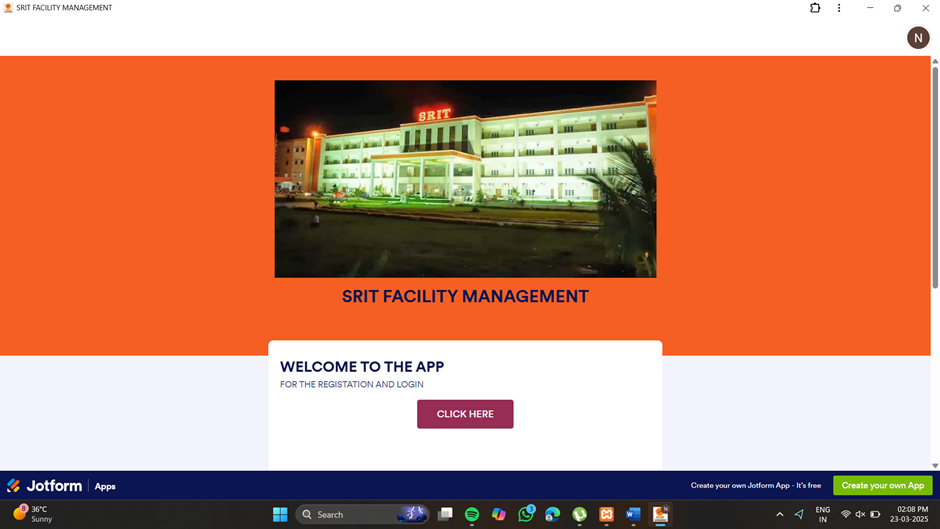 SRIT FACILITY MANAGEMENT
N
SRIT
SRIT FACILITY MANAGEMENT
WELCOME TO THE APP
FOR THE REGISTATION AND LOGIN
CLICK HERE
Jotform Apps
Create your own Jotform App - It's free
Create your own App
8
36°C
Sunny
Search
3
ENG
IN
02:08 PM
23-03-2025